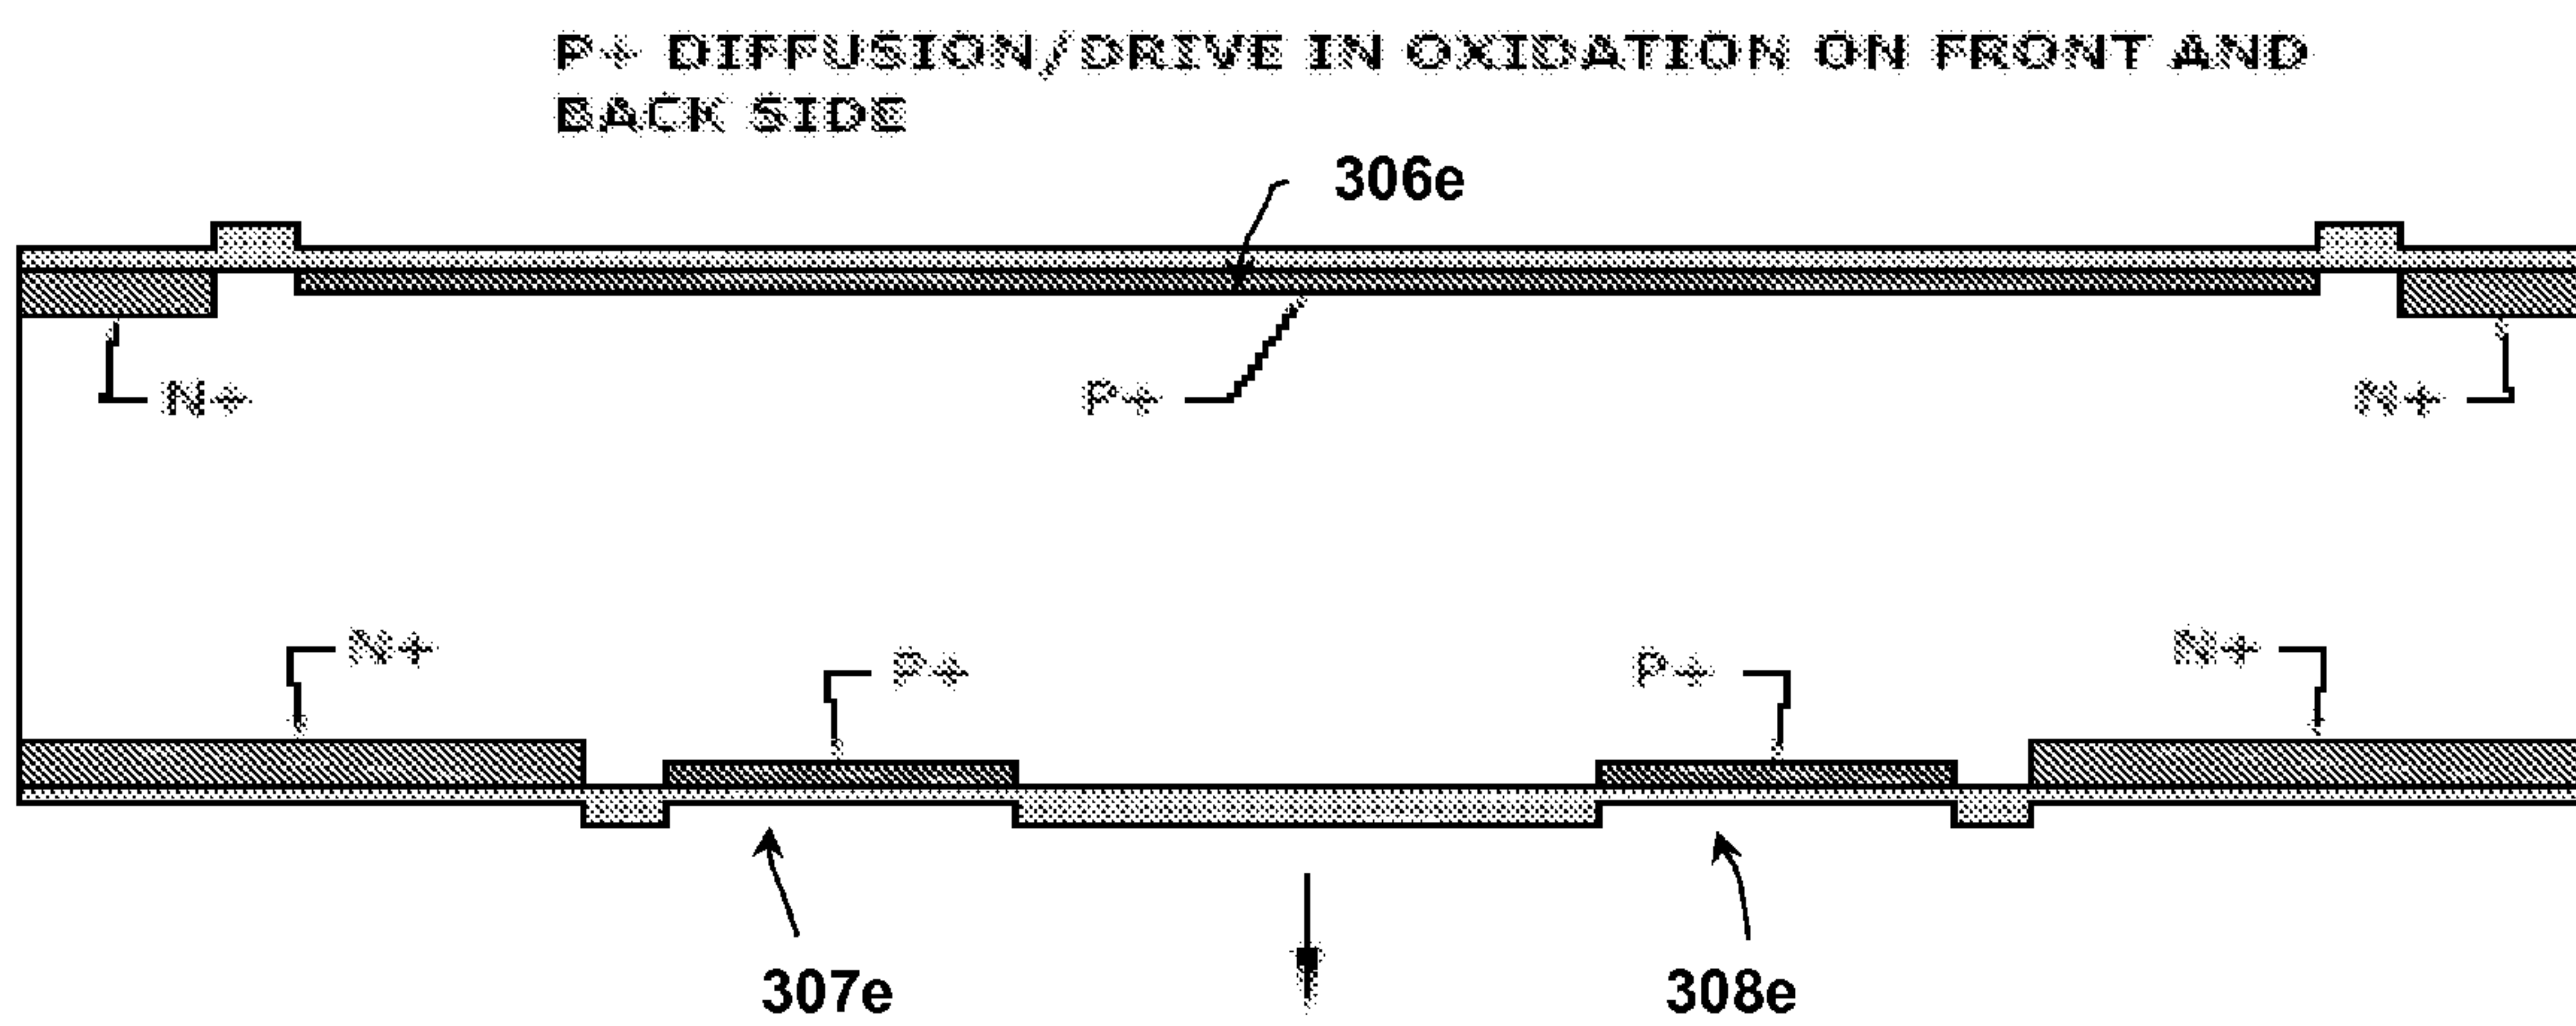 P+ DIFFUSION/DRIVE IN OXIDATION ON FRONT AND
BACK SIDE
306e
N+
P+
N+
N+
P+
P+
N+
307e
308e